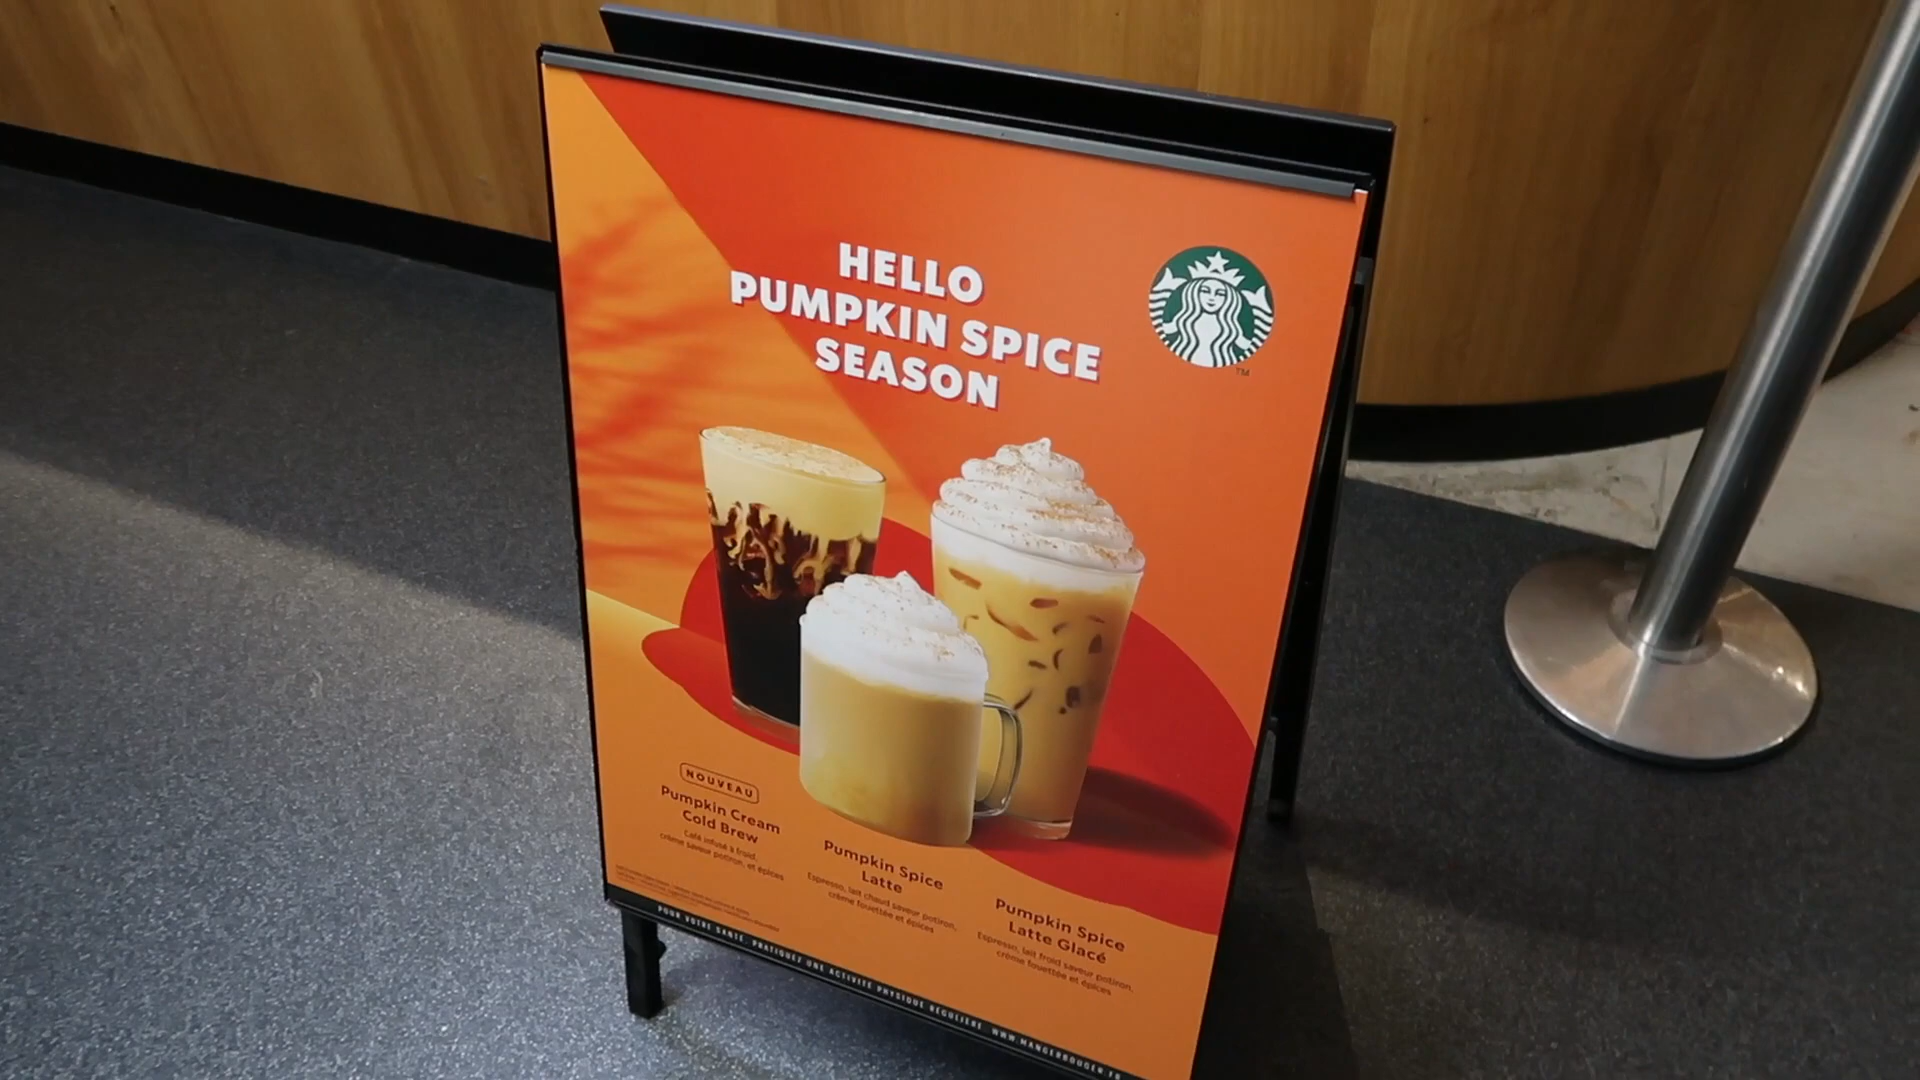 HELLO
PUMPKIN SPICE
SEASON
TM
NOUVEAU
Pumpkin Cream
Cold Brew
Café infusé à froid,
crème saveur potiron, et épices
Pumpkin Spice
Latte
Espresso, lait chaud saveur potiron,
crème fouettée et épices
Pumpkin Spice
Latte Glacé
Espresso, lait froid saveur potiron,
crème fouettée et épices
POUR VOTRE SANTÉ, PRATIQUEZ UNE ACTIVITÉ PHYSIQUE RÉGULIÈRE. WWW.MANGERBOUGER.FR